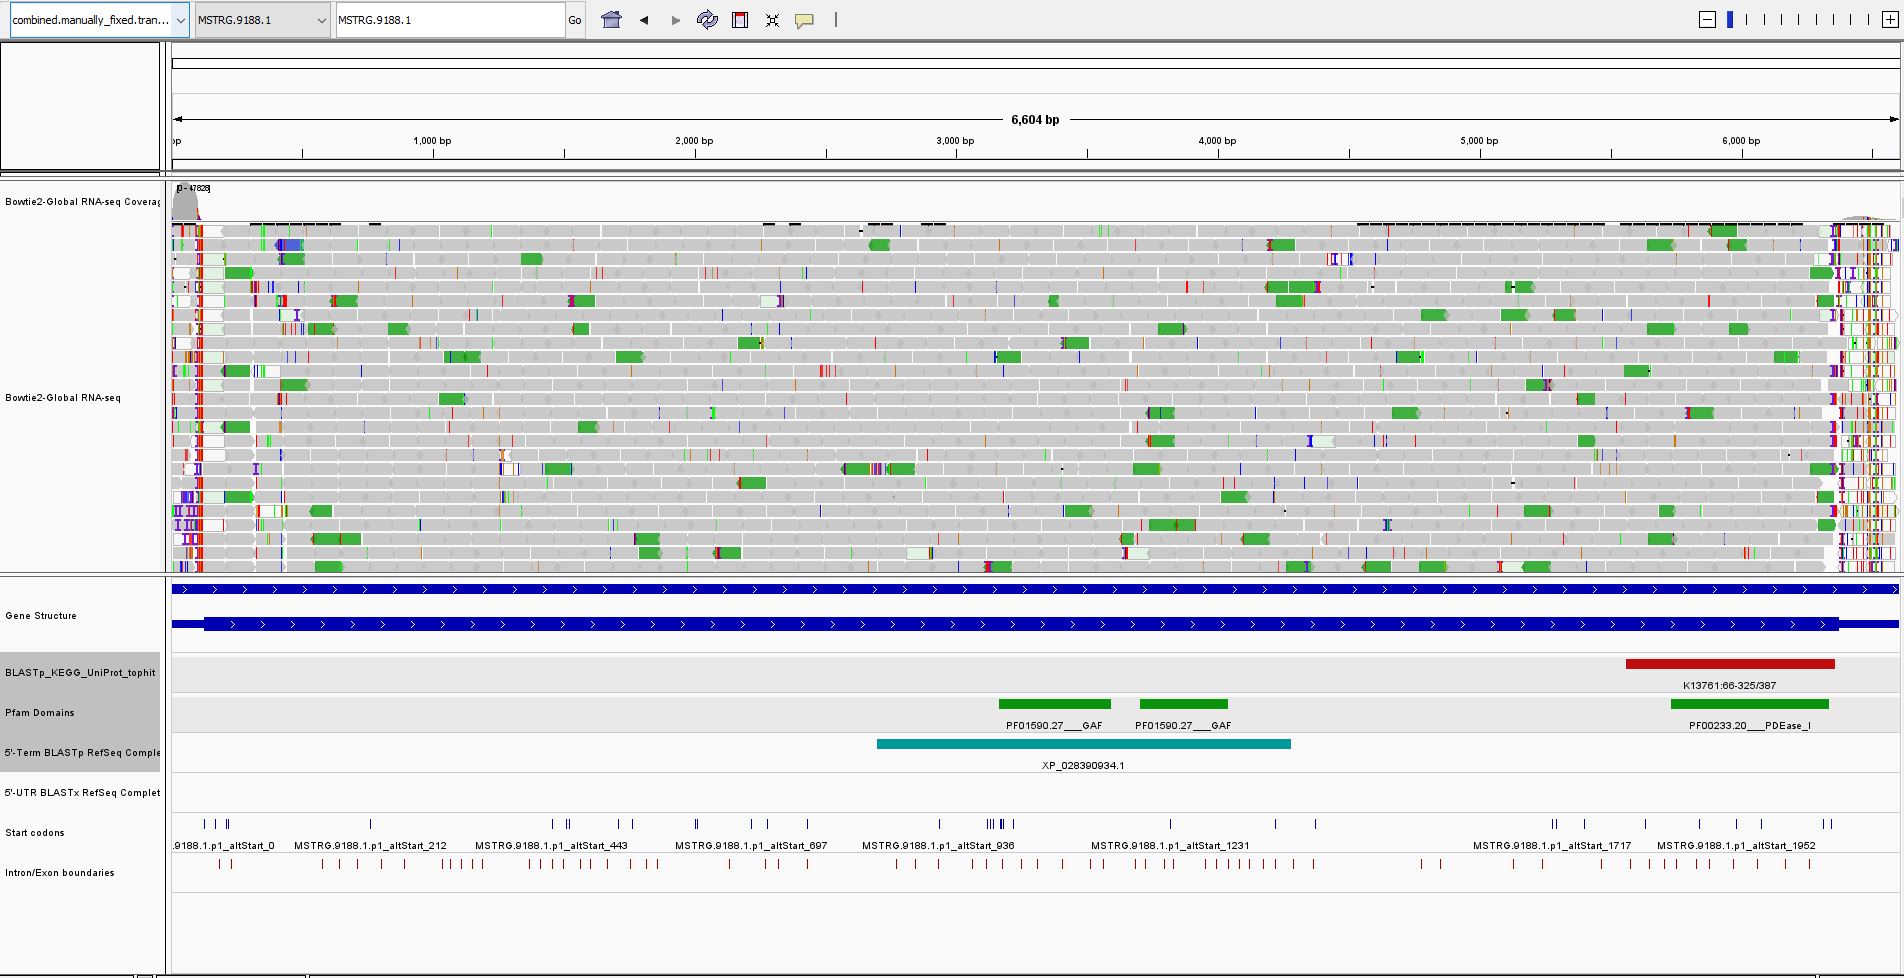 combined.manually_fixed.tran... MSTRG.9188.1 MSTRG.9188.1 Go
6,604 bp
1,000 bp 2,000 bp 3,000 bp 4,000 bp 5,000 bp 6,000 bp
Bowtie2-Global RNA-seq Coverag
Bowtie2-Global RNA-seq
Gene Structure
BLASTp_KEGG_UniProt_tophit
K13761:66-325/387
Pfam Domains
PF01590.27___GAF PF01590.27___GAF PF00233.20___PDEase_I
5'-Term BLASTp RefSeq Comple
XP_028390934.1
5'-UTR BLASTx RefSeq Complet
Start codons
.9188.1.p1_altStart_0 MSTRG.9188.1.p1_altStart_212 MSTRG.9188.1.p1_altStart_443 MSTRG.9188.1.p1_altStart_697 MSTRG.9188.1.p1_altStart_936 MSTRG.9188.1.p1_altStart_1231 MSTRG.9188.1.p1_altStart_1717 MSTRG.9188.1.p1_altStart_1952
Intron/Exon boundaries